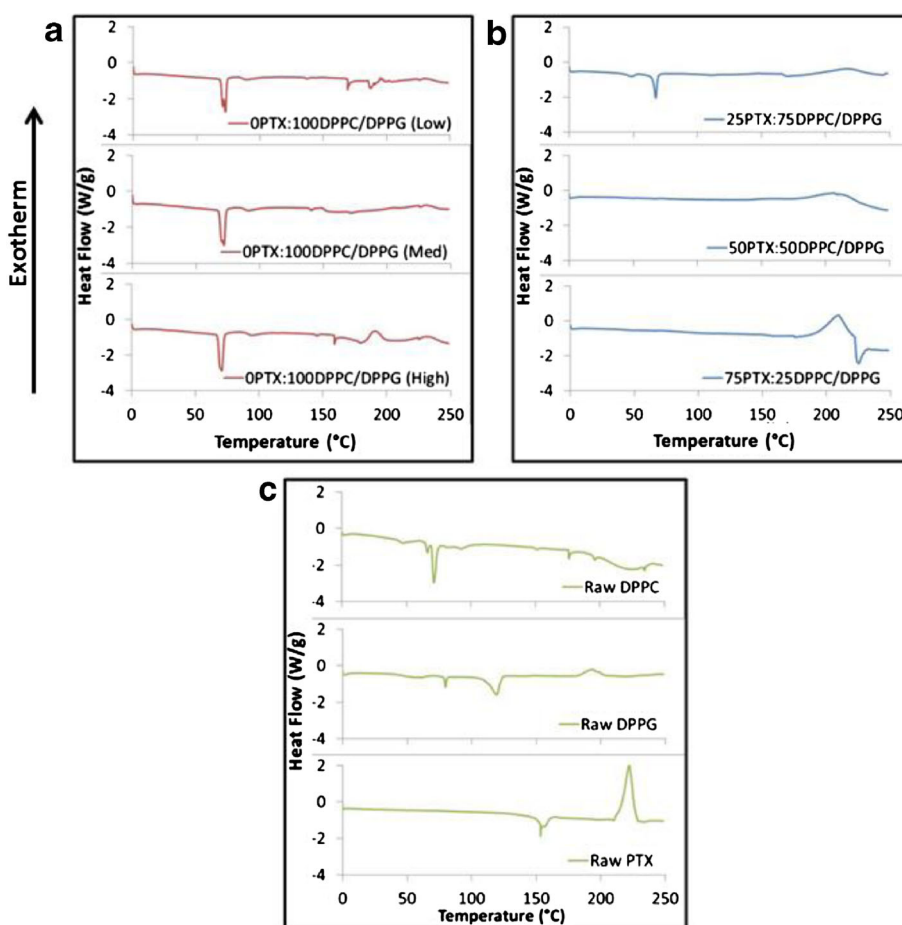 a
2
0
-2
-4
0PTX:100DPPC/DPPG (Low)
2
0
-2
-4
0PTX:100DPPC/DPPG (Med)
2
0
-2
-4
0PTX:100DPPC/DPPG (High)
0 50 100 150 200 250
Temperature (°C)
Heat Flow (W/g)
Exotherm
b
2
0
-2
-4
25PTX:75DPPC/DPPG
2
0
-2
-4
50PTX:50DPPC/DPPG
2
0
-2
-4
75PTX:25DPPC/DPPG
0 50 100 150 200 250
Temperature (°C)
Heat Flow (W/g)
c
2
0
-2
-4
Raw DPPC
2
0
-2
-4
Raw DPPG
2
0
-2
-4
Raw PTX
0 50 100 150 200 250
Temperature (°C)
Heat Flow (W/g)